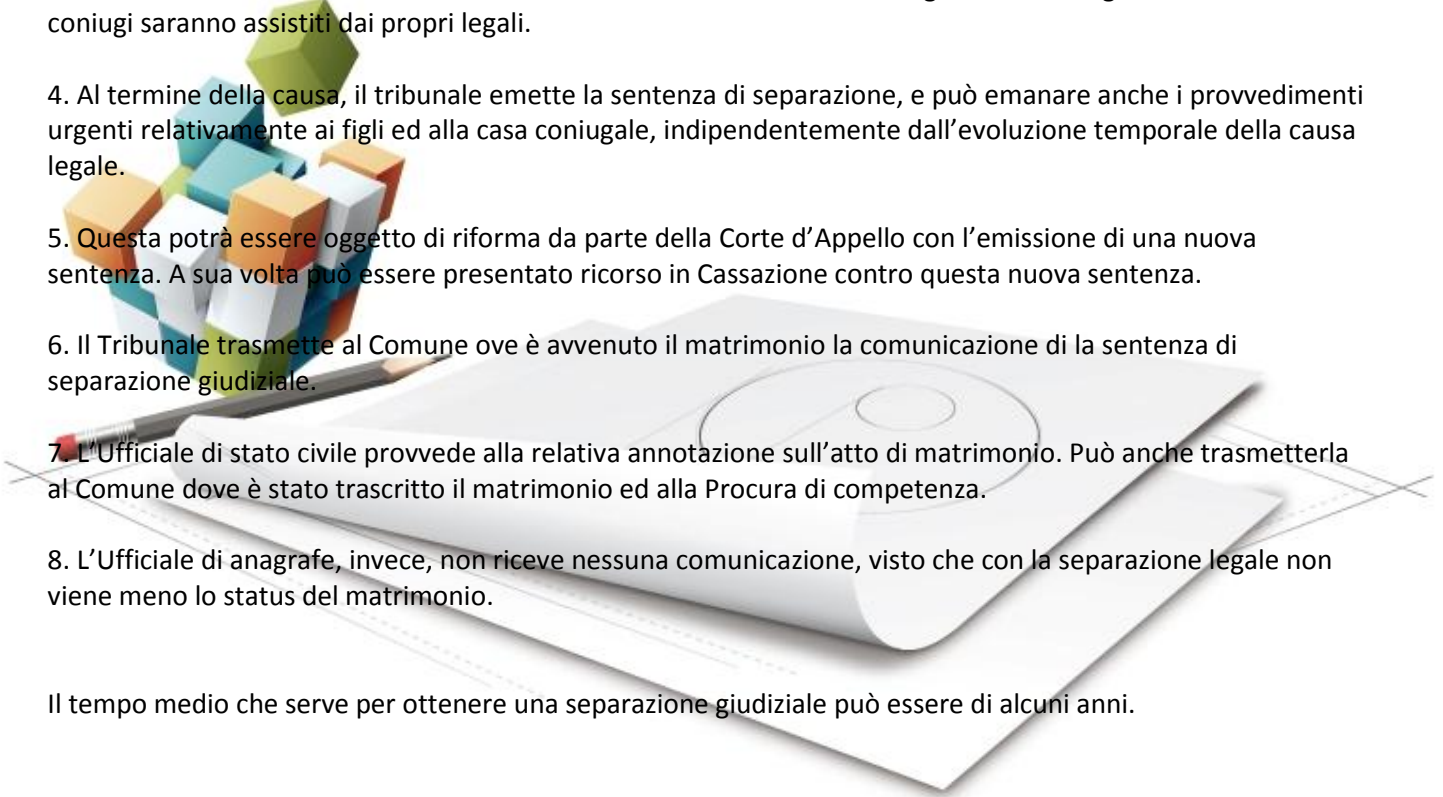 coniugi saranno assistiti dai propri legali.
4. Al termine della causa, il tribunale emette la sentenza di separazione, e può emanare anche i provvedimenti
urgenti relativamente ai figli ed alla casa coniugale, indipendentemente dall’evoluzione temporale della causa
legale.
5. Questa potrà essere oggetto di riforma da parte della Corte d’Appello con l’emissione di una nuova
sentenza. A sua volta può essere presentato ricorso in Cassazione contro questa nuova sentenza.
6. Il Tribunale trasmette al Comune ove è avvenuto il matrimonio la comunicazione di la sentenza di
separazione giudiziale.
7. L’Ufficiale di stato civile provvede alla relativa annotazione sull’atto di matrimonio. Può anche trasmetterla
al Comune dove è stato trascritto il matrimonio ed alla Procura di competenza.
8. L’Ufficiale di anagrafe, invece, non riceve nessuna comunicazione, visto che con la separazione legale non
viene meno lo status del matrimonio.
Il tempo medio che serve per ottenere una separazione giudiziale può essere di alcuni anni.